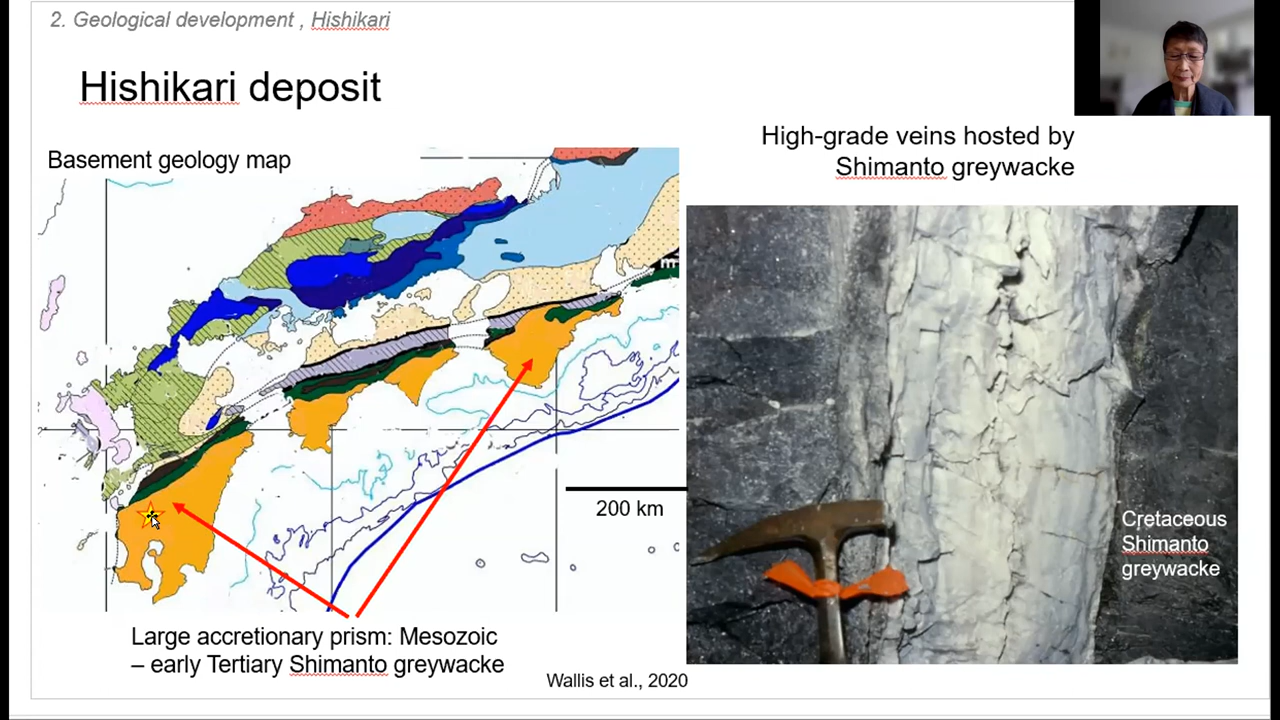 2. Geological development , Hishikari
Hishikari deposit
Basement geology map
High-grade veins hosted by
Shimanto greywacke
200 km
Cretaceous
Shimanto
greywacke
Large accretionary prism: Mesozoic
– early Tertiary Shimanto greywacke
Wallis et al., 2020